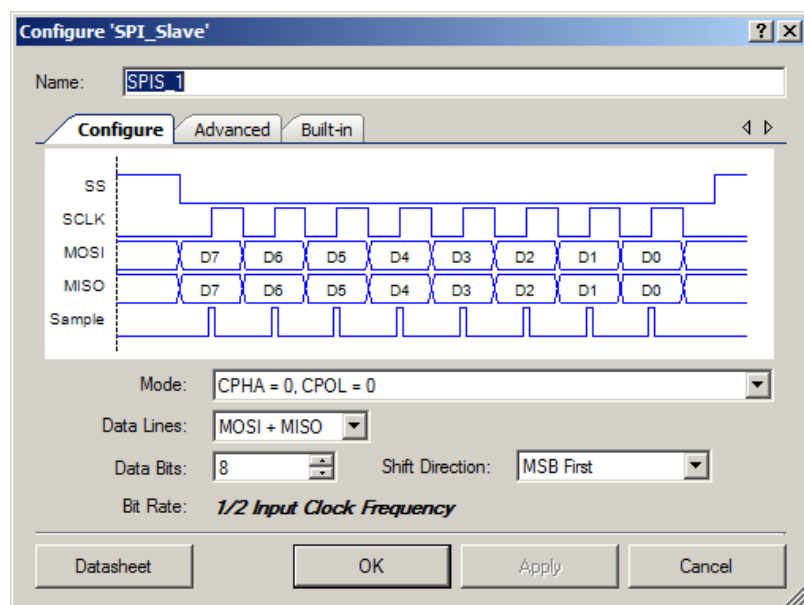 Configure 'SPI_Slave'
Name: SPIS_1
Configure Advanced Built-in
SS
SCLK
MOSI D7 D6 D5 D4 D3 D2 D1 D0
MISO D7 D6 D5 D4 D3 D2 D1 D0
Sample
Mode: CPHA = 0, CPOL = 0
Data Lines: MOSI + MISO
Data Bits: 8 Shift Direction: MSB First
Bit Rate: 1/2 Input Clock Frequency
Datasheet OK Apply Cancel